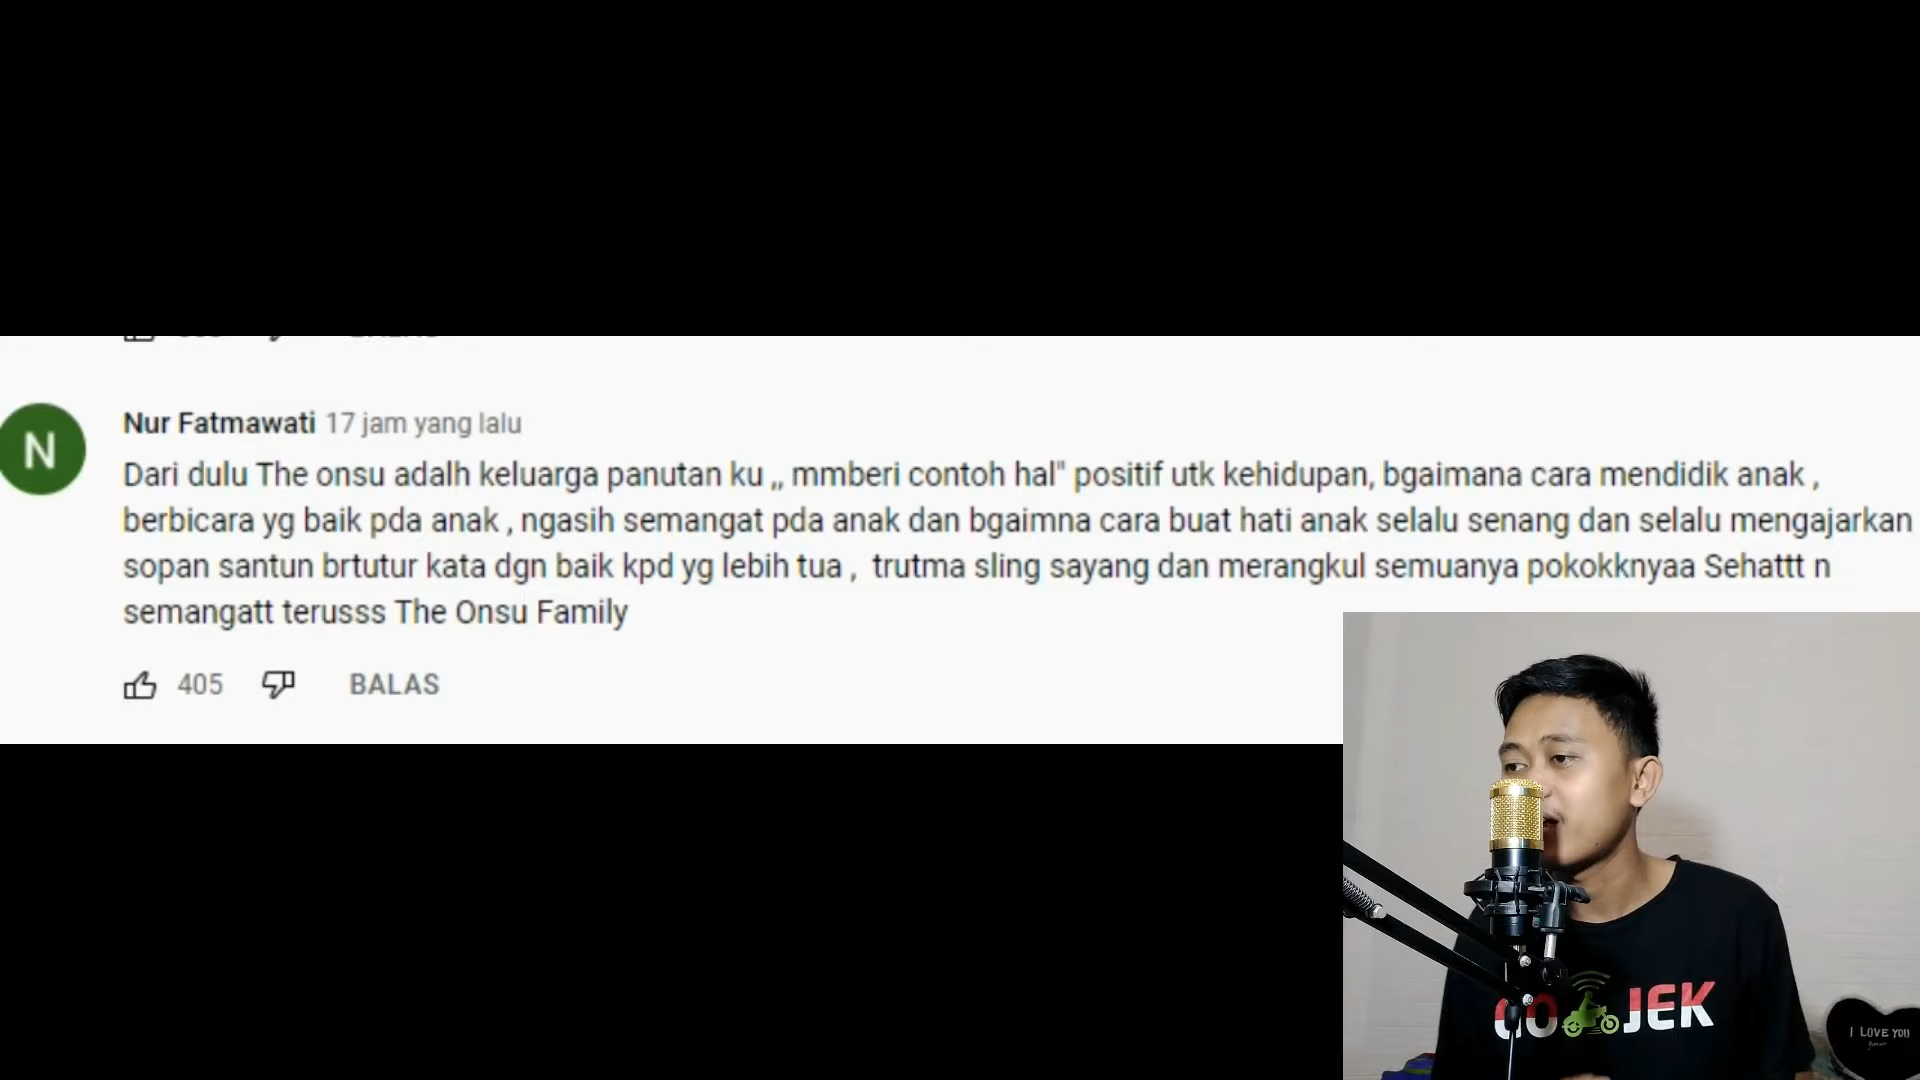 Nur Fatmawati 17 jam yang lalu
N
Dari dulu The onsu adalh keluarga panutan ku ,, mmberi contoh hal" positif utk kehidupan, bgaimana cara mendidik anak ,
berbicara yg baik pda anak , ngasih semangat pda anak dan bgaimna cara buat hati anak selalu senang dan selalu mengajarkan
sopan santun brtutur kata dgn baik kpd yg lebih tua , trutma sling sayang dan merangkul semuanya pokokknyaa Sehattt n
semangatt terusss The Onsu Family
405 BALAS
GO JEK
I LOVE YOU